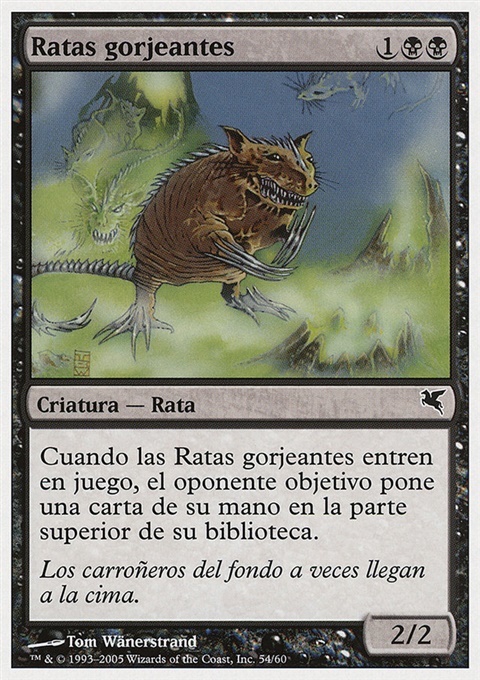 Ratas gorjeantes 1
Criatura — Rata
Cuando las Ratas gorjeantes entren
en juego, el oponente objetivo pone
una carta de su mano en la parte
superior de su biblioteca.
Los carroñeros del fondo a veces llegan
a la cima.
Tom Wänerstrand
2/2
™ & © 1993–2005 Wizards of the Coast, Inc. 54/60